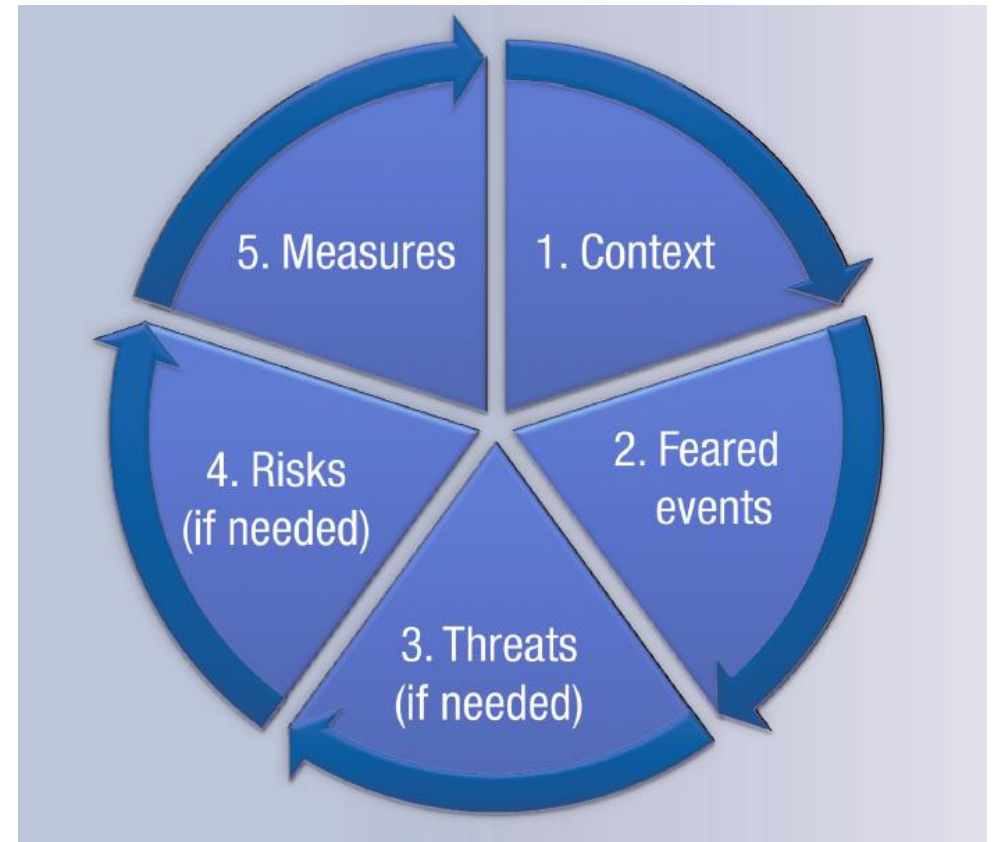 1. Context
2. Feared
events
3. Threats
(if needed)
4. Risks
(if needed)
5. Measures